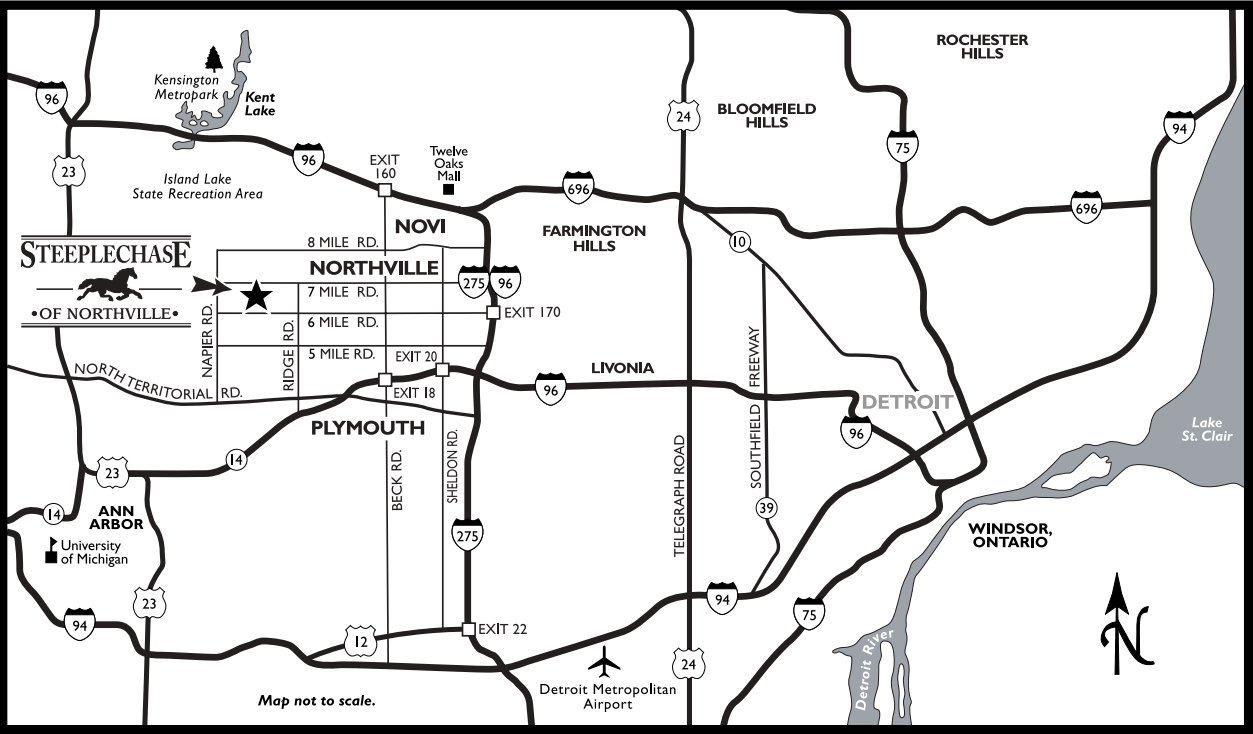 ROCHESTER
HILLS
Kensington
Metropark
Kent
Lake
96
24
BLOOMFIELD
HILLS
94
75
23
96
EXIT
160
Twelve
Oaks
Mall
Island Lake
State Recreation Area
696
696
NOVI
FARMINGTON
HILLS
10
8 MILE RD.
STEEPLECHASE
OF NORTHVILLE
NORTHVILLE
275
96
7 MILE RD.
6 MILE RD.
EXIT 170
NAPIER RD.
RIDGE RD.
5 MILE RD.
EXIT 20
LIVONIA
NORTH TERRITORIAL RD.
EXIT 18
96
SOUTHFIELD FREEWAY
DETROIT
PLYMOUTH
96
Lake
St. Clair
14
23
BECK RD.
SHELDON RD.
TELEGRAPH ROAD
14
ANN
ARBOR
39
University
of Michigan
275
WINDSOR,
ONTARIO
23
94
94
75
12
EXIT 22
24
Detroit River
N
Detroit Metropolitan
Airport
Map not to scale.